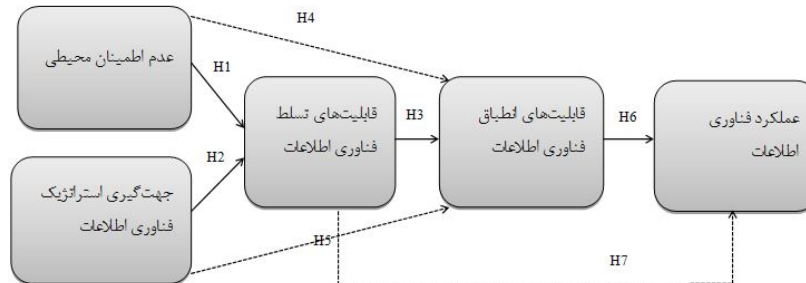 H4
عدم اطمینان محیطی
H1
قابلیت‌های تسلط
فناوری اطلاعات
H3
قابلیت‌های انطباق
فناوری اطلاعات
H6
عملکرد فناوری
اطلاعات
H2
جهت‌گیری استراتژیک
فناوری اطلاعات
H5
H7